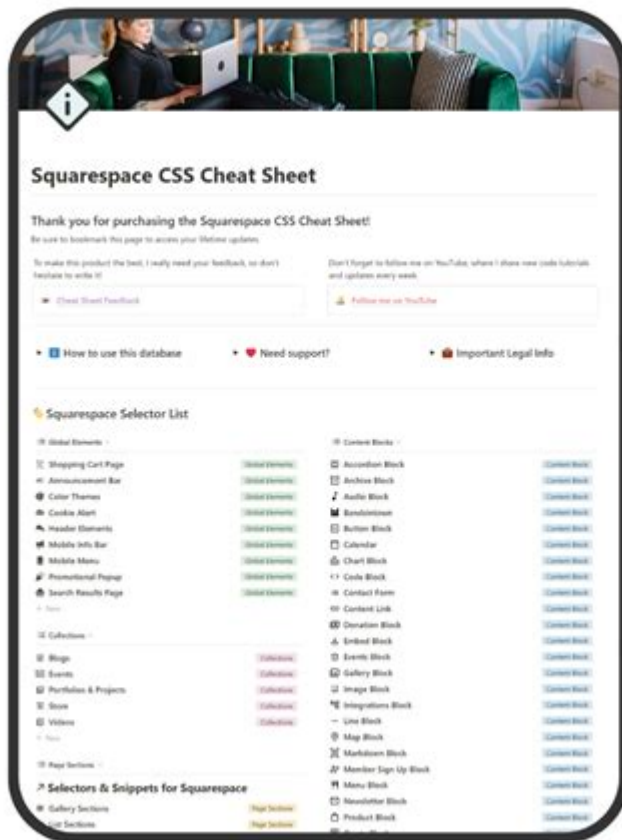 Squarespace CSS Cheat Sheet
Thank you for purchasing the Squarespace CSS Cheat Sheet!
Be sure to bookmark this page to access your lifetime updates
To make this product the best, I really need your feedback, so don't
hesitate to write it!
Cheat Sheet Feedback
Don't forget to follow me on YouTube, where I share new code tutorials
and updates every week
Follow me on YouTube
How to use this database
Need support?
Important Legal Info
Squarespace Selector List
Global Elements
Shopping Cart Page Global Elements
Announcement Bar Global Elements
Color Themes Global Elements
Cookie Alert Global Elements
Header Elements Global Elements
Mobile Info Bar Global Elements
Mobile Menu Global Elements
Promotional Popup Global Elements
Search Results Page Global Elements
+ New
Collections
Blogs Collections
Events Collections
Portfolios & Projects Collections
Store Collections
Videos Collections
+ New
Page Sections
Selectors & Snippets for Squarespace
Gallery Sections Page Sections
List Sections Page Sections
Content Blocks
Accordion Block Content Block
Archive Block Content Block
Audio Block Content Block
Bandsintown Content Block
Button Block Content Block
Calendar Content Block
Chart Block Content Block
Code Block Content Block
Contact Form Content Block
Content Link Content Block
Donation Block Content Block
Embed Block Content Block
Events Block Content Block
Gallery Block Content Block
Image Block Content Block
Integrations Block Content Block
Line Block Content Block
Map Block Content Block
Markdown Block Content Block
Member Sign Up Block Content Block
Menu Block Content Block
Newsletter Block Content Block
Product Block Content Block